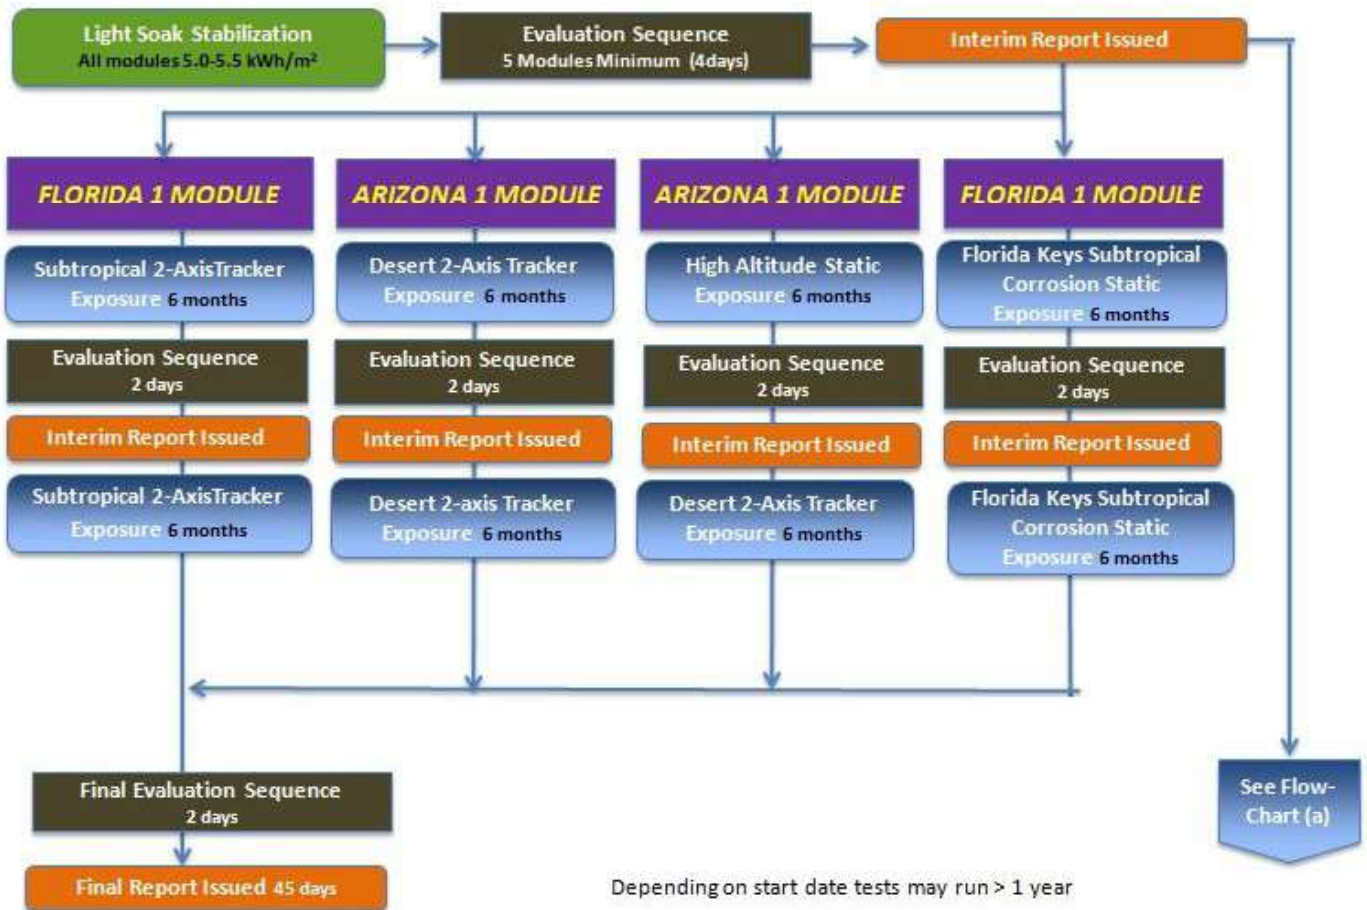 Light Soak Stabilization
All modules 5.0-5.5 kWh/m²
Evaluation Sequence
5 Modules Minimum (4days)
Interim Report Issued
FLORIDA 1 MODULE
ARIZONA 1 MODULE
ARIZONA 1 MODULE
FLORIDA 1 MODULE
Subtropical 2-AxisTracker
Exposure 6 months
Desert 2-Axis Tracker
Exposure 6 months
High Altitude Static
Exposure 6 months
Florida Keys Subtropical
Corrosion Static
Exposure 6 months
Evaluation Sequence
2 days
Evaluation Sequence
2 days
Evaluation Sequence
2 days
Evaluation Sequence
2 days
Interim Report Issued
Interim Report Issued
Interim Report Issued
Interim Report Issued
Subtropical 2-AxisTracker
Exposure 6 months
Desert 2-axis Tracker
Exposure 6 months
Desert 2-Axis Tracker
Exposure 6 months
Florida Keys Subtropical
Corrosion Static
Exposure 6 months
Final Evaluation Sequence
2 days
See Flow-
Chart (a)
Final Report Issued 45 days
Depending on start date tests may run > 1 year